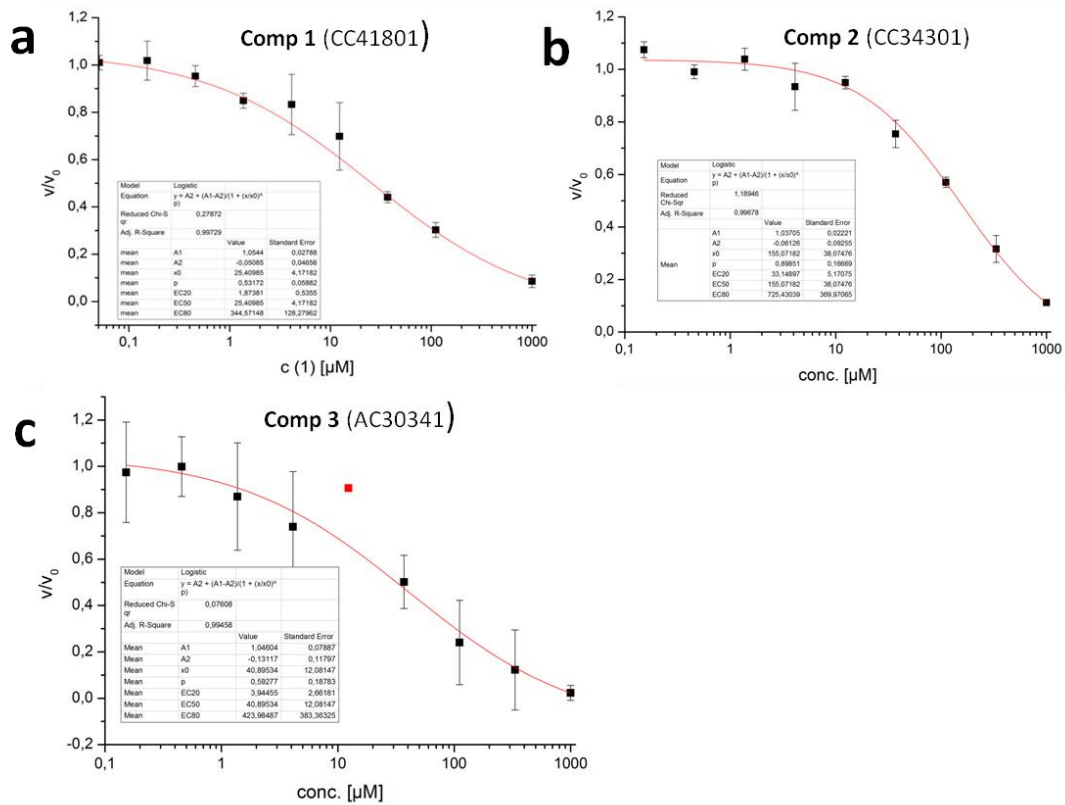 a
Comp 1 (CC41801)
1,2
1,0
0,8
0,6
0,4
0,2
0,0
v/v0
Model Logistic
Equation y = A2 + (A1-A2)/(1 + (x/x0)^
p)
Reduced Chi-S
qr 0,27872
Adj. R-Square 0,99729
Value Standard Error
mean A1 1,0544 0,02788
mean A2 -0,05085 0,04656
mean x0 25,40985 4,17182
mean p 0,53172 0,05882
mean EC20 1,87381 0,5355
mean EC50 25,40985 4,17182
mean EC80 344,57148 128,27962
0,1 1 10 100 1000
c (1) [µM]
b
Comp 2 (CC34301)
1,2
1,0
0,8
0,6
0,4
0,2
0,0
v/v0
Model Logistic
Equation y = A2 + (A1-A2)/(1 + (x/x0)^
p)
Reduced
Chi-Sqr 1,18946
Adj. R-Square 0,99678
Value Standard Error
Mean A1 1,03705 0,02221
A2 -0,06126 0,09255
x0 155,07182 38,07476
p 0,89851 0,16669
EC20 33,14897 5,17075
EC50 155,07182 38,07476
EC80 725,43039 369,97065
0,1 1 10 100 1000
conc. [µM]
c
Comp 3 (AC30341)
1,2
1,0
0,8
0,6
0,4
0,2
0,0
-0,2
v/v0
Model Logistic
Equation y = A2 + (A1-A2)/(1 + (x/x0)^
p)
Reduced Chi-S
qr 0,07608
Adj. R-Square 0,99458
Value Standard Error
Mean A1 1,04604 0,07887
Mean A2 -0,13117 0,11797
Mean x0 40,89534 12,08147
Mean p 0,59277 0,18783
Mean EC20 3,94455 2,66181
Mean EC50 40,89534 12,08147
Mean EC80 423,98487 383,36325
0,1 1 10 100 1000
conc. [µM]